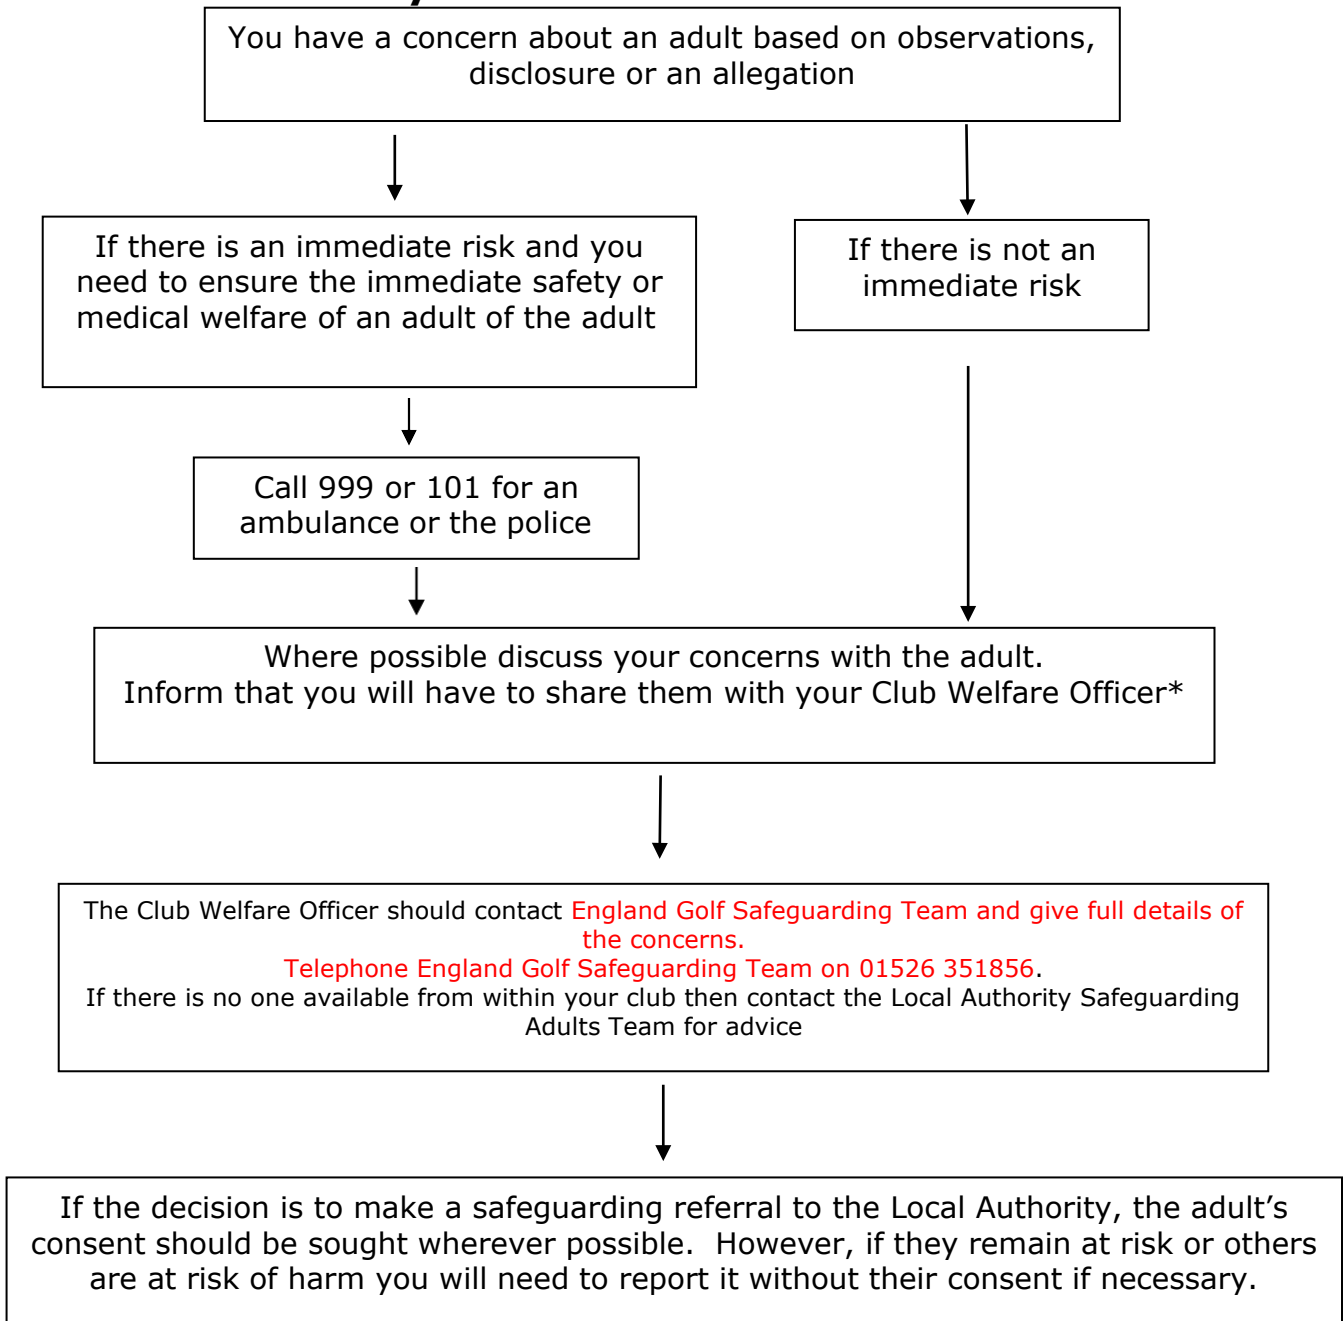 You have a concern about an adult based on observations,
disclosure or an allegation
If there is an immediate risk and you
need to ensure the immediate safety or
medical welfare of an adult of the adult
If there is not an
immediate risk
Call 999 or 101 for an
ambulance or the police
Where possible discuss your concerns with the adult.
Inform that you will have to share them with your Club Welfare Officer*
The Club Welfare Officer should contact England Golf Safeguarding Team and give full details of
the concerns.
Telephone England Golf Safeguarding Team on 01526 351856.
If there is no one available from within your club then contact the Local Authority Safeguarding
Adults Team for advice
If the decision is to make a safeguarding referral to the Local Authority, the adult’s
consent should be sought wherever possible.  However, if they remain at risk or others
are at risk of harm you will need to report it without their consent if necessary.